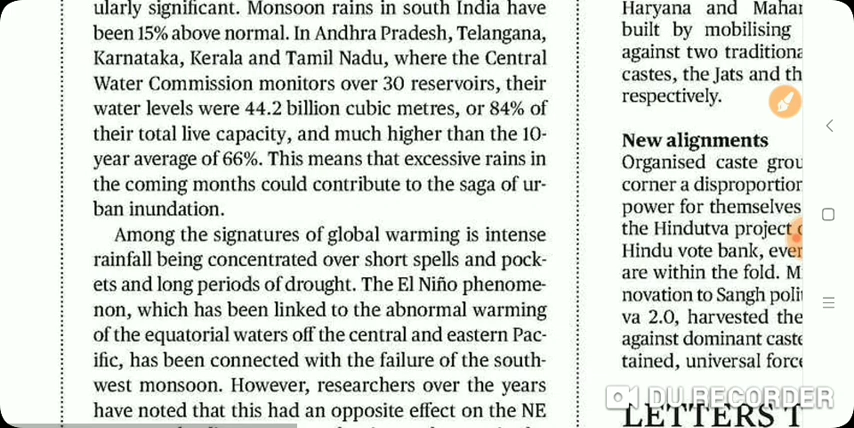 ularly significant. Monsoon rains in south India have
been 15% above normal. In Andhra Pradesh, Telangana,
Karnataka, Kerala and Tamil Nadu, where the Central
Water Commission monitors over 30 reservoirs, their
water levels were 44.2 billion cubic metres, or 84% of
their total live capacity, and much higher than the 10-
year average of 66%. This means that excessive rains in
the coming months could contribute to the saga of ur-
ban inundation.
Among the signatures of global warming is intense
rainfall being concentrated over short spells and pock-
ets and long periods of drought. The El Niño phenome-
non, which has been linked to the abnormal warming
of the equatorial waters off the central and eastern Pac-
ific, has been connected with the failure of the south-
west monsoon. However, researchers over the years
have noted that this had an opposite effect on the NE
Haryana and Mahar
built by mobilising
against two traditiona
castes, the Jats and th
respectively.
New alignments
Organised caste grou
corner a disproportion
power for themselves
the Hindutva project
Hindu vote bank, even
are within the fold. M
novation to Sangh poli
va 2.0, harvested the
against dominant caste
tained, universal force
LETTERS T
DU RECORDER